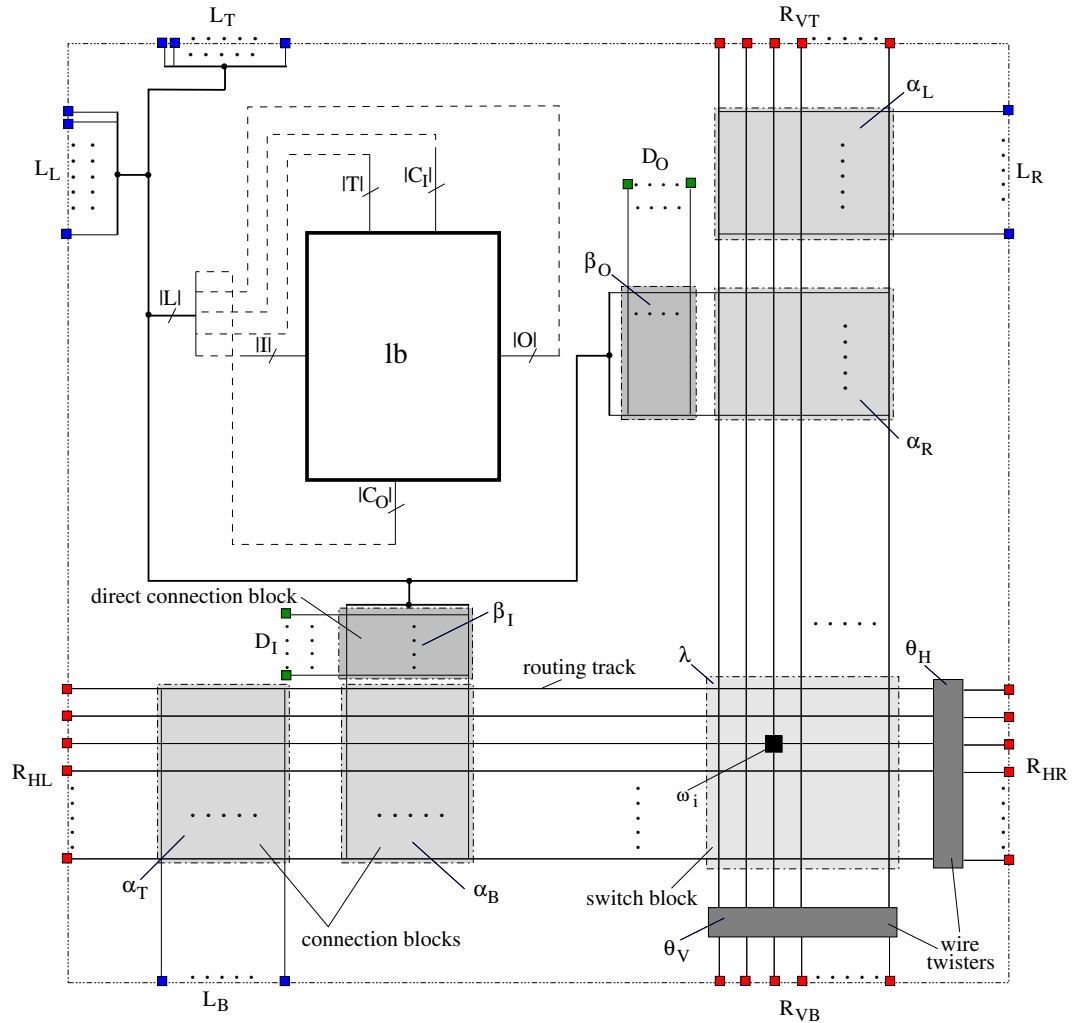 L_T
R_VT
α_L
L_L
|T|
|C_I|
D_O
L_R
β_O
|L|
|I|
lb
|O|
α_R
|C_O|
direct connection block
β_I
D_I
routing track
λ
θ_H
R_HL
ω_i
R_HR
α_T
α_B
switch block
connection blocks
θ_V
wire
twisters
L_B
R_VB